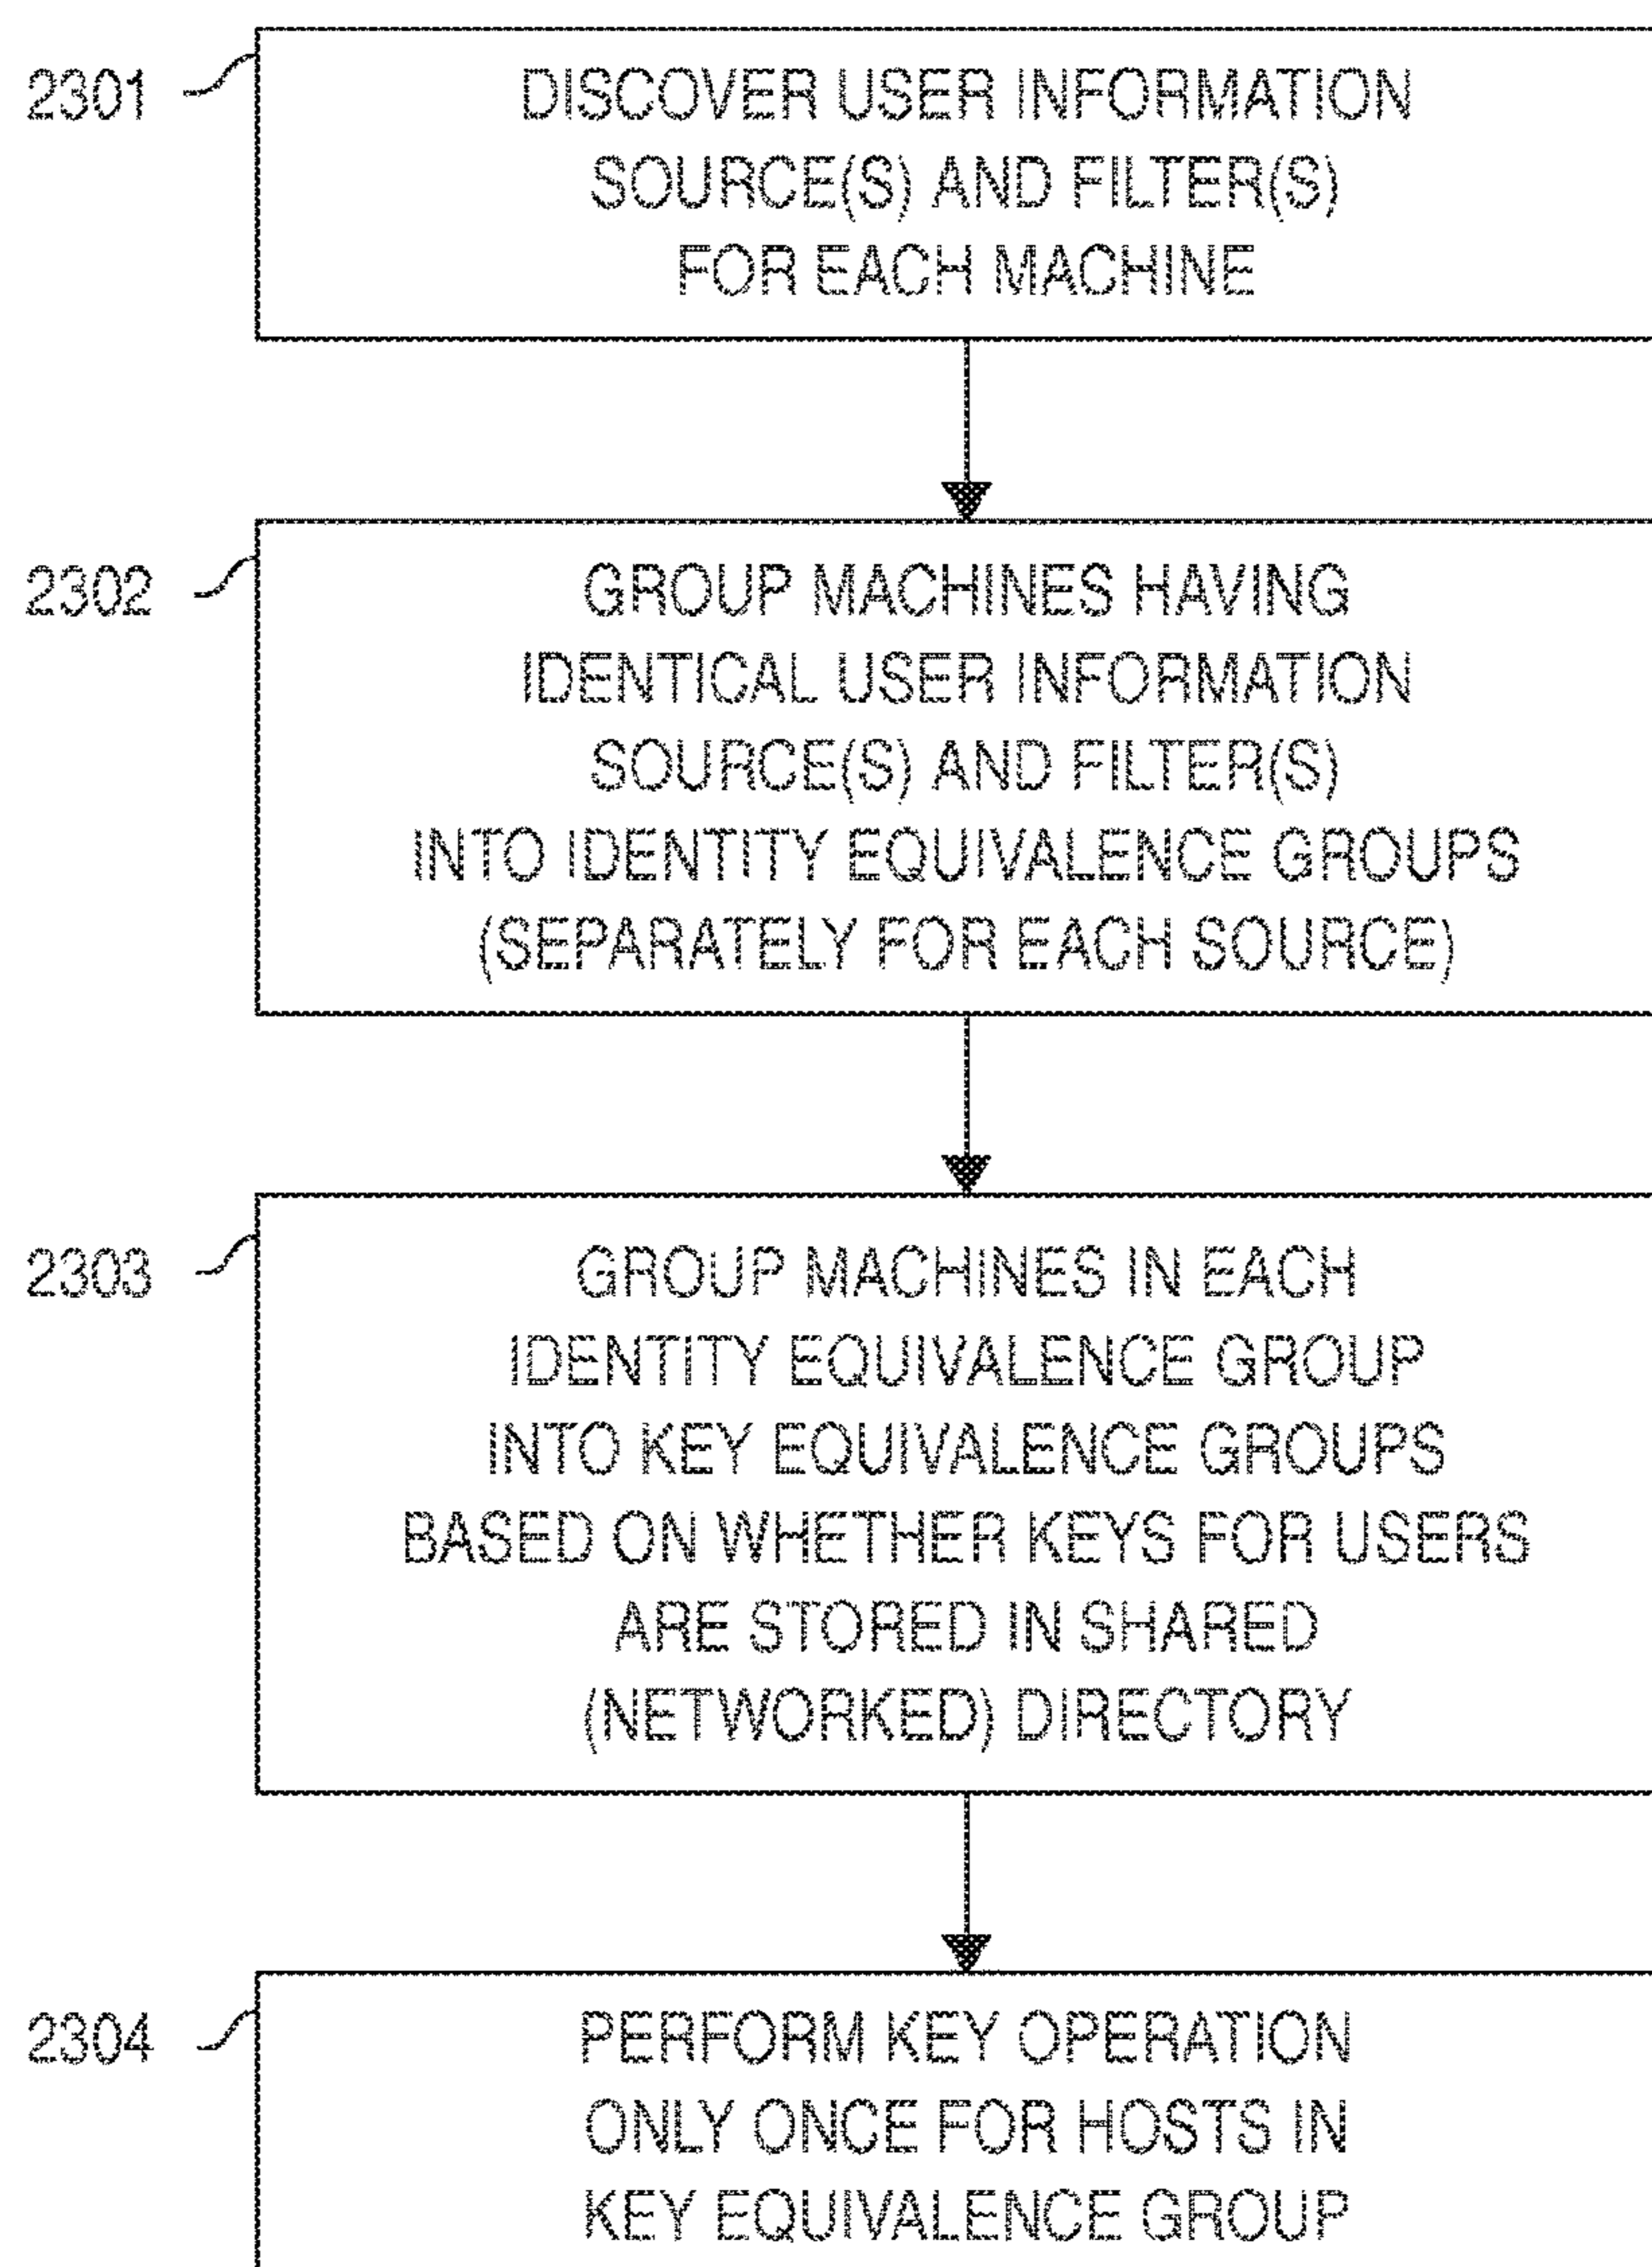 2301
DISCOVER USER INFORMATION
SOURCE(S) AND FILTER(S)
FOR EACH MACHINE
2302
GROUP MACHINES HAVING
IDENTICAL USER INFORMATION
SOURCE(S) AND FILTER(S)
INTO IDENTITY EQUIVALENCE GROUPS
(SEPARATELY FOR EACH SOURCE)
2303
GROUP MACHINES IN EACH
IDENTITY EQUIVALENCE GROUP
INTO KEY EQUIVALENCE GROUPS
BASED ON WHETHER KEYS FOR USERS
ARE STORED IN SHARED
(NETWORKED) DIRECTORY
2304
PERFORM KEY OPERATION
ONLY ONCE FOR HOSTS IN
KEY EQUIVALENCE GROUP